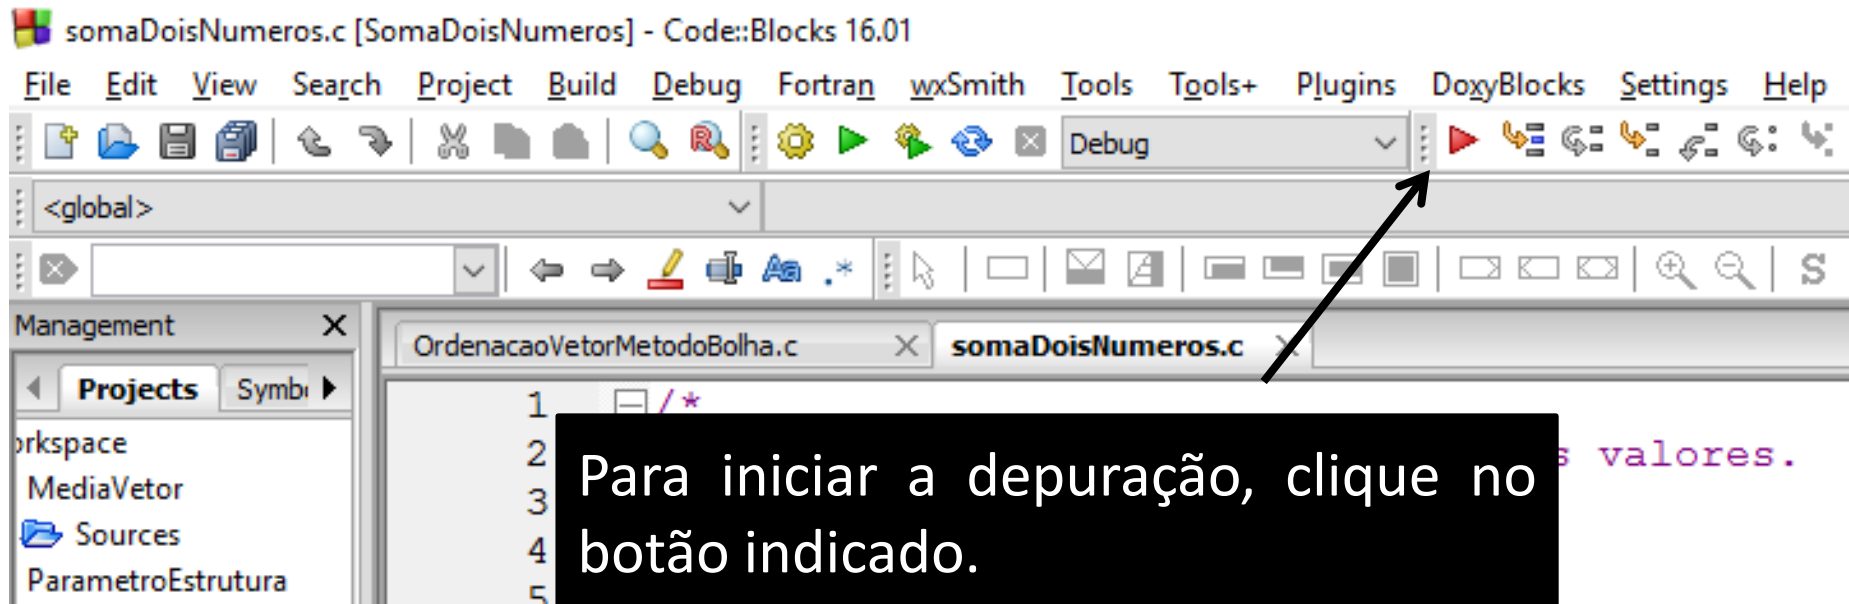 somaDoisNumeros.c [SomaDoisNumeros] - Code::Blocks 16.01
File Edit View Search Project Build Debug Fortran wxSmith Tools Tools+ Plugins DoxyBlocks Settings Help
Debug
<global>
Aa .* S
Management
OrdenacaoVetorMetodoBolha.c somaDoisNumeros.c
Projects
1 /*
2 valores.
3
4
5
orkspace
MediaVetor
Sources
ParametroEstrutura
Para iniciar a depuração, clique no
botão indicado.